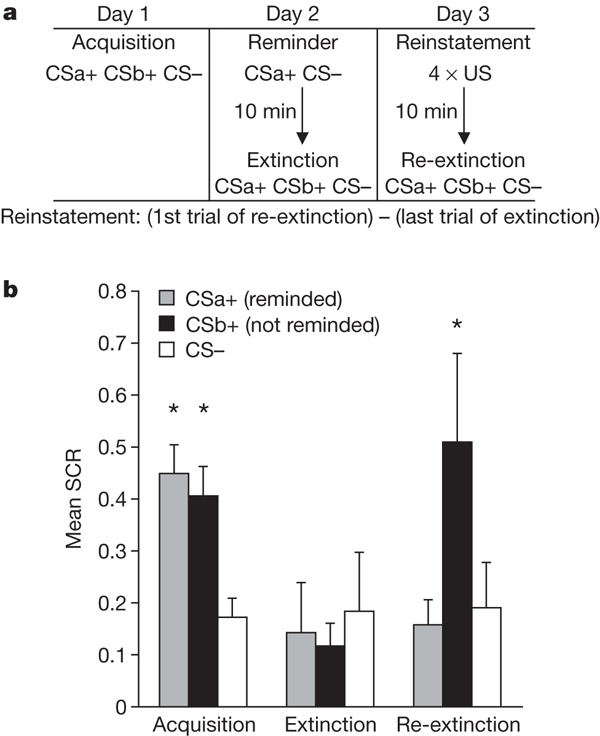 a
Day 1 Day 2 Day 3
Acquisition Reminder Reinstatement
CSa+ CSb+ CS– CSa+ CS– 4 × US
10 min 10 min
Extinction Re-extinction
CSa+ CSb+ CS– CSa+ CSb+ CS–
Reinstatement: (1st trial of re-extinction) – (last trial of extinction)
b
0.8
0.7
0.6
0.5
0.4
0.3
0.2
0.1
0
Mean SCR
CSa+ (reminded)
CSb+ (not reminded)
CS–
* * *
Acquisition Extinction Re-extinction